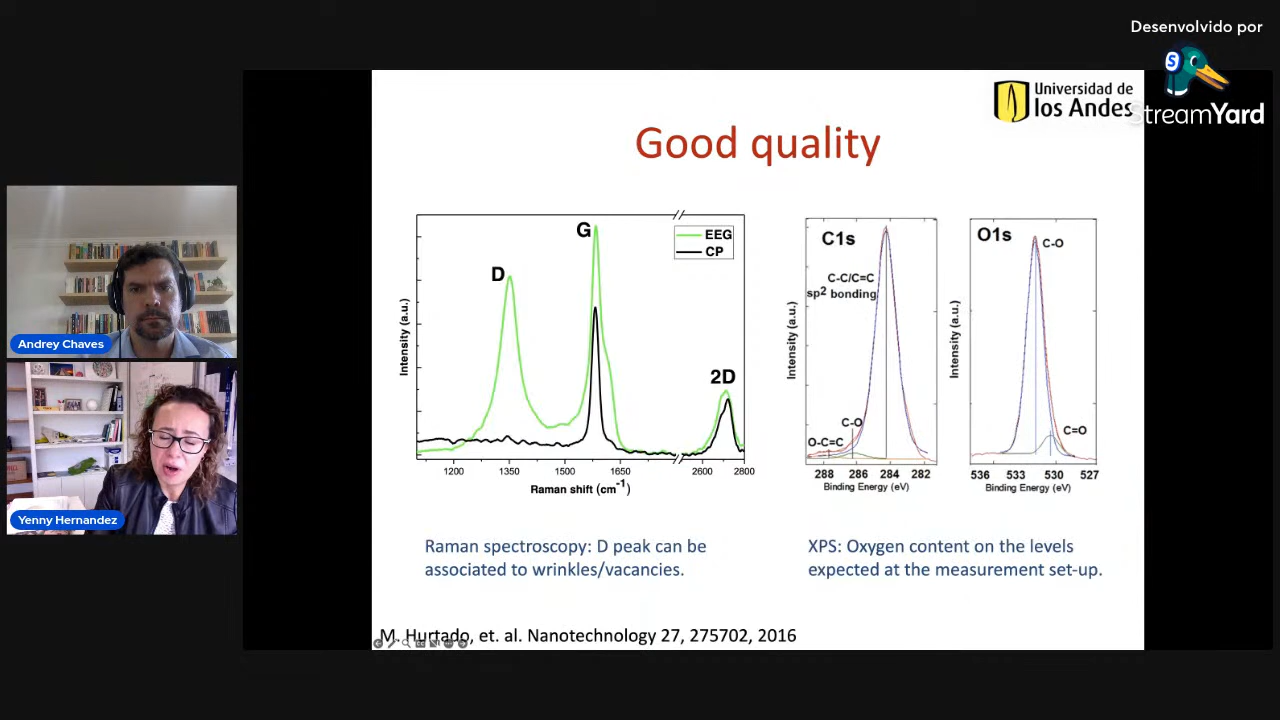 Desenvolvido por
StreamYard
Universidad de
los Andes
Good quality
G
D
2D
EEG
CP
Intensity (a.u.)
1200
1350
1500
1650
2600
2800
Raman shift (cm-1)
C1s
C-C/C=C
sp2 bonding
C-O
O-C=C
Intensity (a.u.)
288
286
284
282
Binding Energy (eV)
O1s
C-O
C=O
Intensity (a.u.)
536
533
530
527
Binding Energy (eV)
Andrey Chaves
Yenny Hernandez
Raman spectroscopy: D peak can be
associated to wrinkles/vacancies.
XPS: Oxygen content on the levels
expected at the measurement set-up.
M. Hurtado, et. al. Nanotechnology 27, 275702, 2016